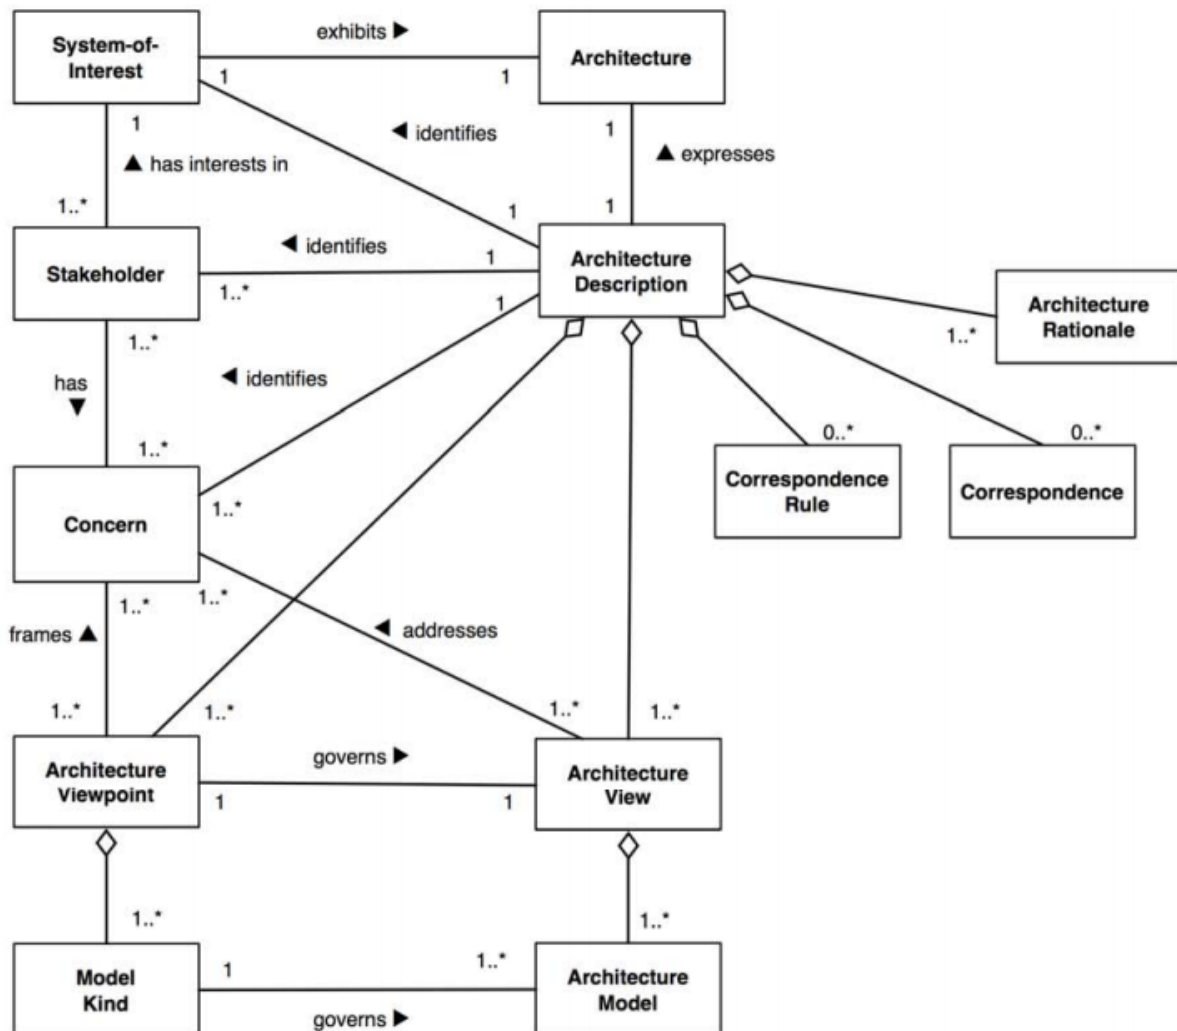 System-of-
Interest
exhibits ▶
Architecture
1
1
1
◀ identifies
1
▲ has interests in
▲ expresses
1..*
1
1
Stakeholder
◀ identifies
1
Architecture
Description
1..*
1
Architecture
Rationale
1..*
1..*
has
▼
◀ identifies
1..*
0..*
0..*
1..*
Correspondence
Rule
Correspondence
Concern
1..*
1..*
frames ▲
◀ addresses
1..*
1..*
1..*
1..*
Architecture
Viewpoint
governs ▶
Architecture
View
1
1
1..*
1..*
Model
Kind
1
1..*
Architecture
Model
governs ▶